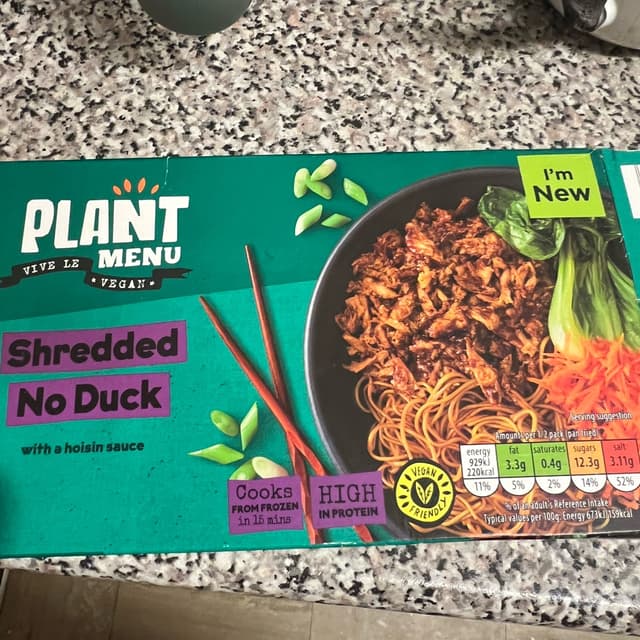 I'm
New
PLANT
MENU
VIVE LE
VEGAN
Shredded
No Duck
with a hoisin sauce
Cooks
FROM FROZEN
in 15 mins
HIGH
IN PROTEIN
VEGAN
FRIENDLY
Serving suggestion
Amounts per 1/2 pack (pan fried)
energy fat saturates sugars salt
929kJ 3.3g 0.4g 12.3g 3.11g
220kcal
11% 5% 2% 14% 52%
% of an adult's Reference Intake
Typical values per 100g: Energy 673kJ 159kcal